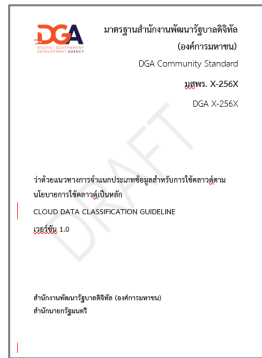 DGA
DIGITAL GOVERNMENT
DEVELOPMENT AGENCY
มาตรฐานสำนักงานพัฒนารัฐบาลดิจิทัล
(องค์การมหาชน)
DGA Community Standard
มสพร. X-256X
DGA X-256X
DRAFT
ว่าด้วยแนวทางการจำแนกประเภทข้อมูลสำหรับการใช้คลาวด์ตาม
นโยบายการใช้คลาวด์เป็นหลัก
CLOUD DATA CLASSIFICATION GUIDELINE
เวอร์ชัน 1.0
สำนักงานพัฒนารัฐบาลดิจิทัล (องค์การมหาชน)
สำนักนายกรัฐมนตรี